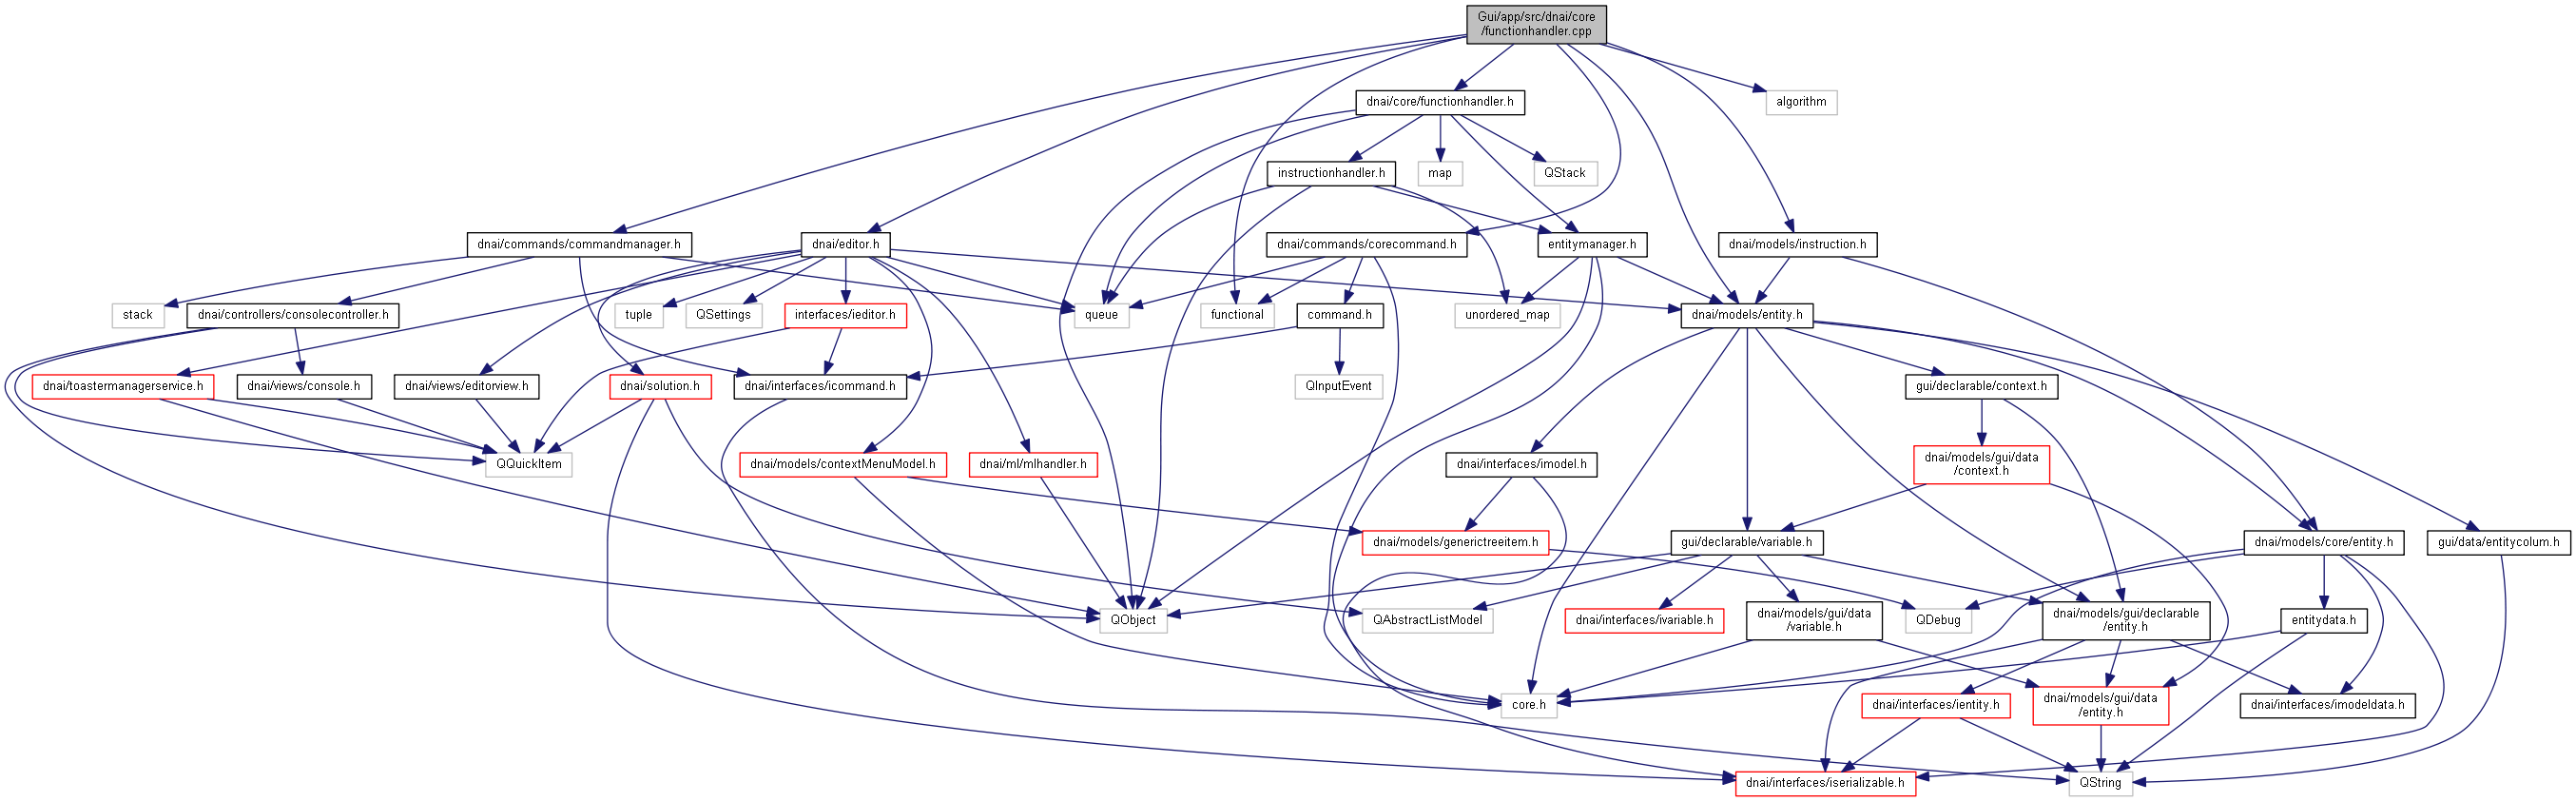 Gui/app/src/dnai/core
/functionhandler.cpp
dnai/core/functionhandler.h
algorithm
instructionhandler.h
map
QStack
dnai/commands/commandmanager.h
dnai/editor.h
dnai/commands/corecommand.h
entitymanager.h
dnai/models/instruction.h
stack
dnai/controllers/consolecontroller.h
tuple
QSettings
interfaces/ieditor.h
queue
functional
command.h
unordered_map
dnai/models/entity.h
dnai/toastermanagerservice.h
dnai/views/console.h
dnai/views/editorview.h
dnai/solution.h
dnai/interfaces/icommand.h
QInputEvent
gui/declarable/context.h
QQuickItem
dnai/models/contextMenuModel.h
dnai/ml/mlhandler.h
dnai/interfaces/imodel.h
dnai/models/gui/data
/context.h
dnai/models/generictreeitem.h
gui/declarable/variable.h
dnai/models/core/entity.h
gui/data/entitycolum.h
QObject
QAbstractListModel
dnai/interfaces/ivariable.h
dnai/models/gui/data
/variable.h
QDebug
dnai/models/gui/declarable
/entity.h
entitydata.h
core.h
dnai/interfaces/ientity.h
dnai/models/gui/data
/entity.h
dnai/interfaces/imodeldata.h
dnai/interfaces/iserializable.h
QString